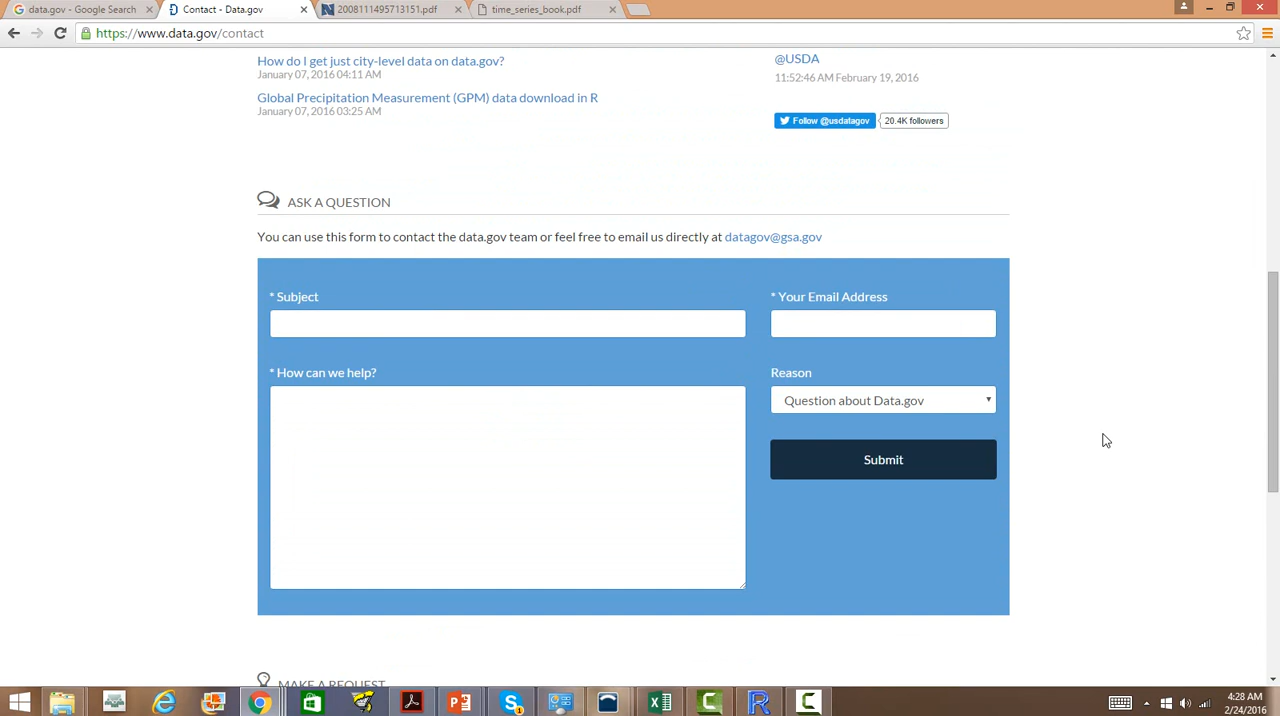 data.gov - Google Search
Contact - Data.gov
2008111495713151.pdf
time_series_book.pdf
https://www.data.gov/contact
How do I get just city-level data on data.gov?
January 07, 2016 04:11 AM
Global Precipitation Measurement (GPM) data download in R
January 07, 2016 03:25 AM
@USDA
11:52:46 AM February 19, 2016
Follow @usdatagov
20.4K followers
ASK A QUESTION
You can use this form to contact the data.gov team or feel free to email us directly at datagov@gsa.gov
* Subject
* Your Email Address
* How can we help?
Reason
Question about Data.gov
Submit
MAKE A REQUEST
4:28 AM
2/24/2016